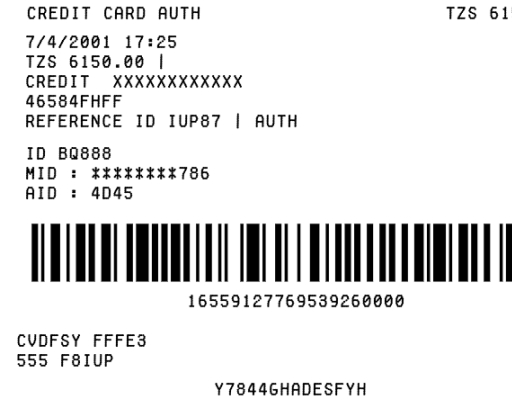 CREDIT CARD AUTH TZS 61
7/4/2001 17:25
TZS 6150.00 |
CREDIT XXXXXXXXXXXX
46584FHFF
REFERENCE ID IUP87 | AUTH
ID BQ888
MID : ********786
AID : 4D45
16559127769539260000
CVDFSY FFFE3
555 F8IUP
Y7844GHADESFYH